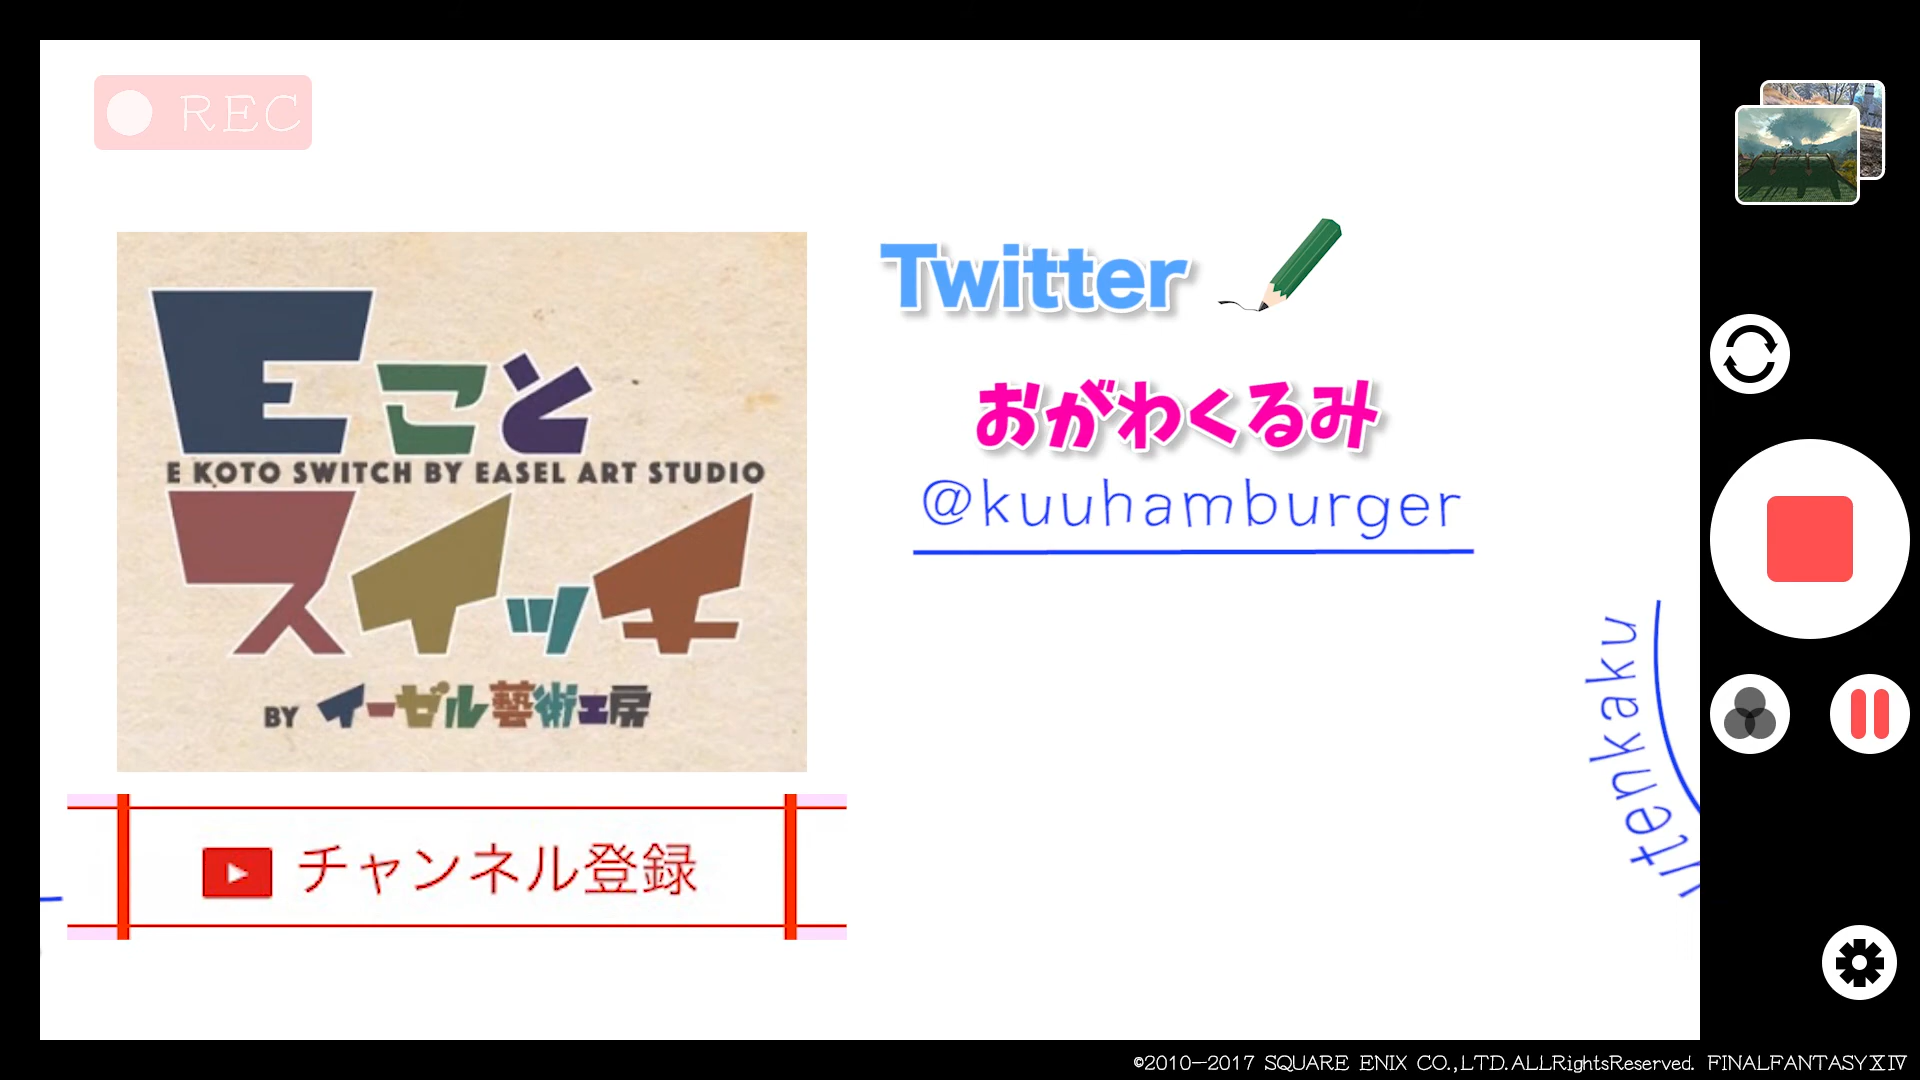 REC
Eこと
E KOTO SWITCH BY EASEL ART STUDIO
スイッチ
BY イーゼル藝術工房
チャンネル登録
Twitter
おがわくるみ
@kuuhamburger
tenkaku
©2010-2017 SQUARE ENIX CO.,LTD.ALLRightsReserved. FINALFANTASYXIV